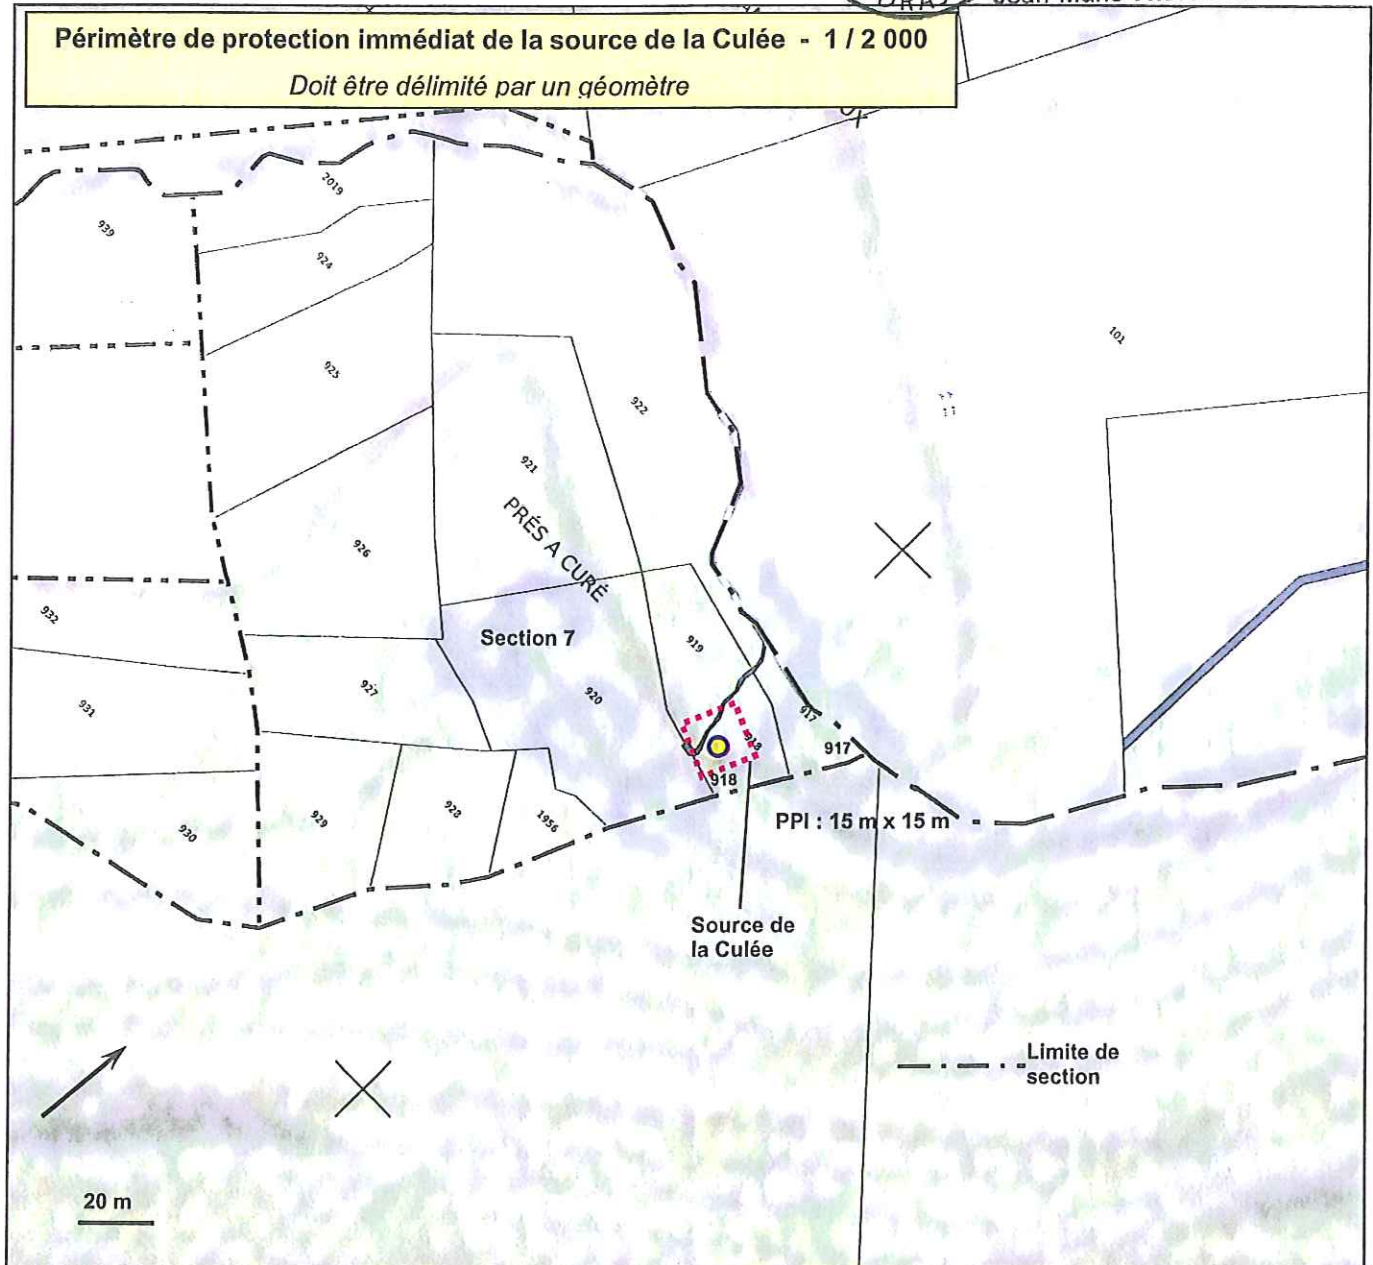 Périmètre de protection immédiat de la source de la Culée - 1 / 2 000
Doit être délimité par un géomètre
2019
939
924
925
101
922
921
PRÉS A CURÉ
926
932
Section 7
919
927
920
931
917
918
917
918
PPI : 15 m x 15 m
930
929
928
1956
Source de
la Culée
Limite de
section
20 m